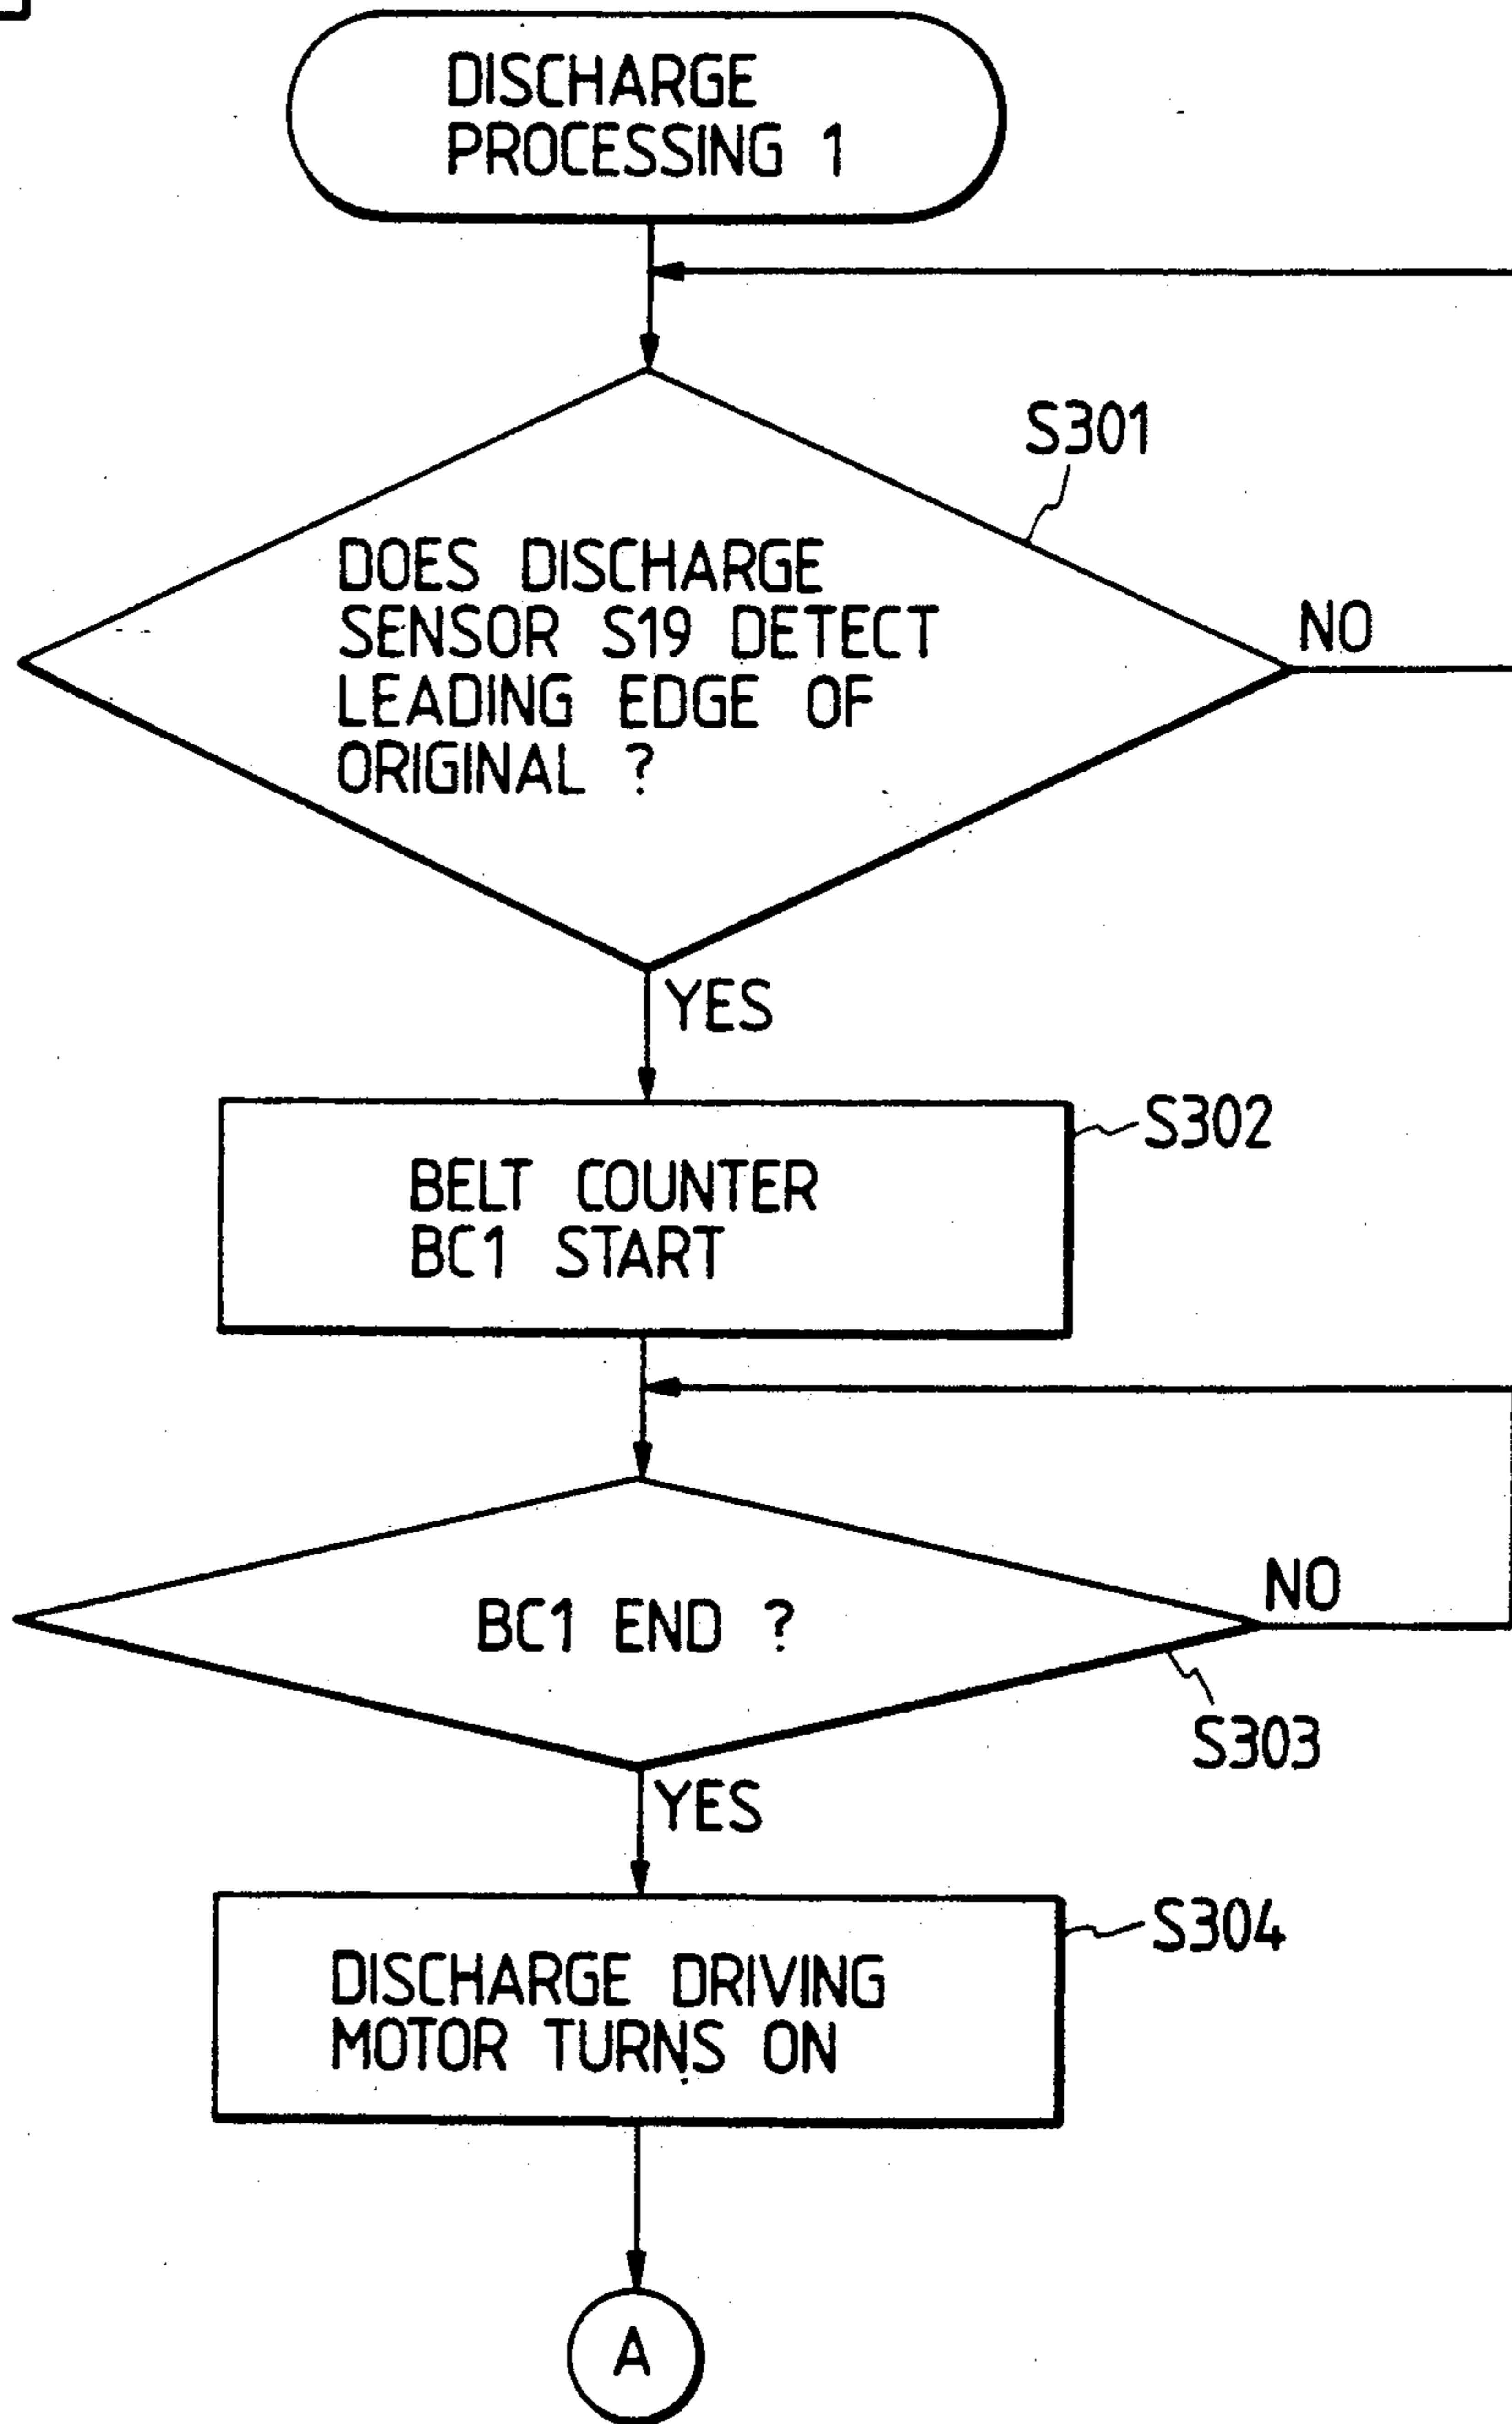 DISCHARGE
PROCESSING 1
S301
DOES DISCHARGE
SENSOR S19 DETECT
LEADING EDGE OF
ORIGINAL ?
NO
YES
S302
BELT COUNTER
BC1 START
BC1 END ?
NO
S303
YES
S304
DISCHARGE DRIVING
MOTOR TURNS ON
A